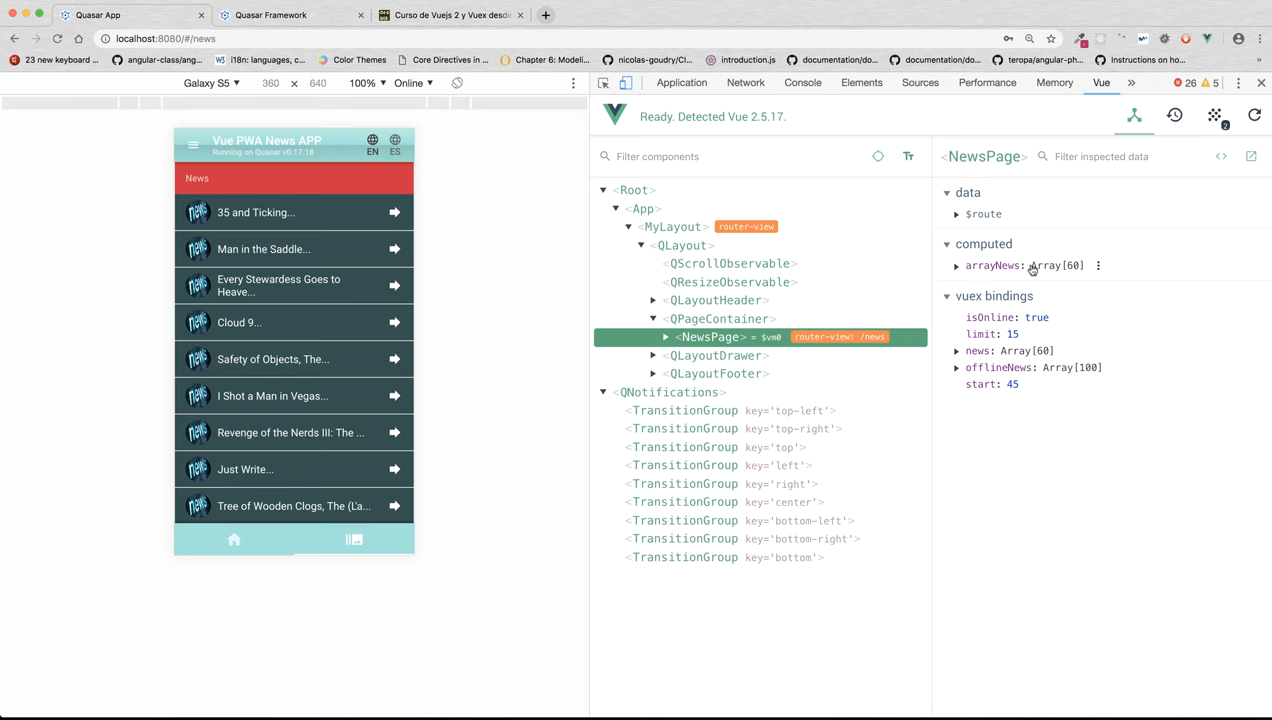 Quasar App
Quasar Framework
Curso de Vuejs 2 y Vuex desde
localhost:8080/#/news
23 new keyboard ...
angular-class/ang...
i18n: languages, c...
Color Themes
Core Directives in ...
Chapter 6: Modeli...
nicolas-goudry/Cl...
introduction.js
documentation/do...
documentation/do...
teropa/angular-ph...
Instructions on ho...
Galaxy S5 ▼ 360 × 640 100% ▼ Online ▼
Application Network Console Elements Sources Performance Memory Vue » 26 5
Ready. Detected Vue 2.5.17.
2
Vue PWA News APP
Running on Quasar v0.17.18
EN
ES
News
35 and Ticking...
Man in the Saddle...
Every Stewardess Goes to
Heave...
Cloud 9...
Safety of Objects, The...
I Shot a Man in Vegas...
Revenge of the Nerds III: The ...
Just Write...
Tree of Wooden Clogs, The (L'a...
Filter components
<Root>
<App>
<MyLayout> router-view
<QLayout>
<QScrollObservable>
<QResizeObservable>
<QLayoutHeader>
<QPageContainer>
<NewsPage> = $vm0 router-view: /news
<QLayoutDrawer>
<QLayoutFooter>
<QNotifications>
<TransitionGroup key='top-left'>
<TransitionGroup key='top-right'>
<TransitionGroup key='top'>
<TransitionGroup key='left'>
<TransitionGroup key='right'>
<TransitionGroup key='center'>
<TransitionGroup key='bottom-left'>
<TransitionGroup key='bottom-right'>
<TransitionGroup key='bottom'>
<NewsPage>
Filter inspected data
data
$route
computed
arrayNews: Array[60]
vuex bindings
isOnline: true
limit: 15
news: Array[60]
offlineNews: Array[100]
start: 45